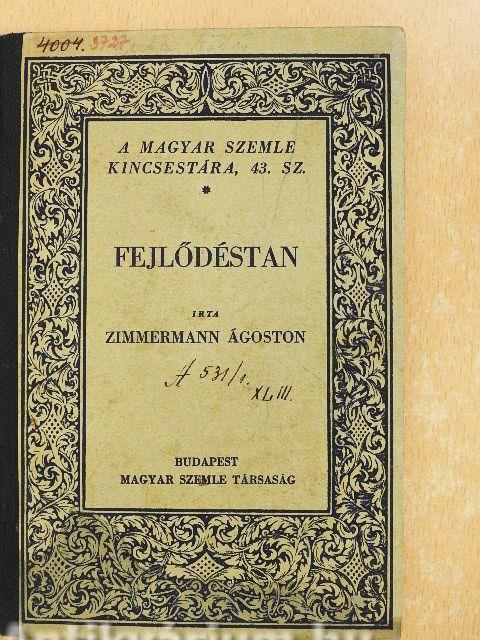 4004. 3727
A MAGYAR SZEMLE
KINCSESTÁRA, 43. SZ.
*
FEJLŐDÉSTAN
IRTA
ZIMMERMANN ÁGOSTON
A 531/1.
XLIII.
BUDAPEST
MAGYAR SZEMLE TÁRSASÁG